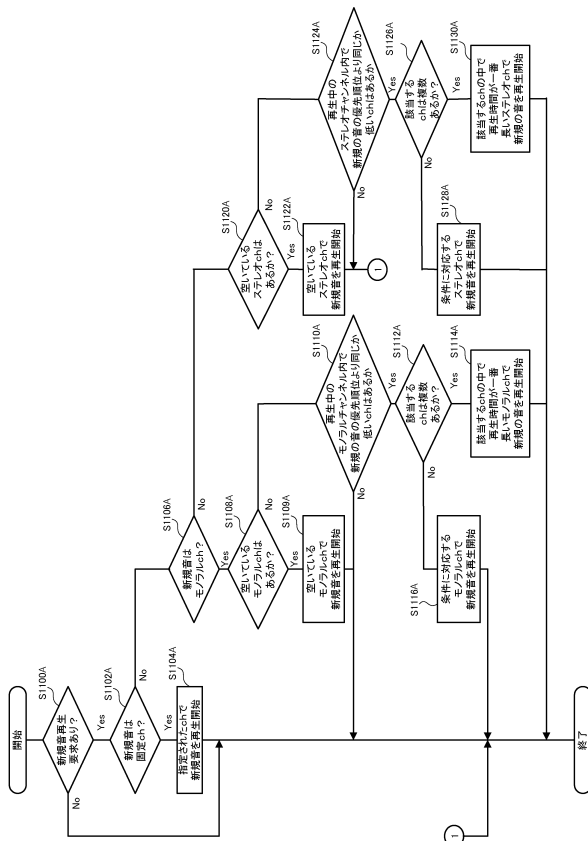 開始
S1100A
新規音再生
要求あり？
No
Yes
S1102A
新規音は
固定ch？
No
Yes
S1104A
指定されたchで
新規音を再生開始
S1106A
新規音は
モノラルch？
No
Yes
S1108A
空いている
モノラルchは
あるか？
No
Yes
S1109A
空いている
モノラルchで
新規音を再生開始
S1110A
再生中の
モノラルチャンネル内で
新規の音の優先順位より同じか
低いchはあるか
No
Yes
S1112A
該当する
chは複数
あるか？
No
Yes
S1114A
該当するchの中で
再生時間が一番
長いモノラルchで
新規の音を再生開始
S1116A
条件に対応する
モノラルchで
新規音を再生開始
S1120A
空いている
ステレオchは
あるか？
No
Yes
S1122A
空いている
ステレオchで
新規音を再生開始
1
S1124A
再生中の
ステレオチャンネル内で
新規の音の優先順位より同じか
低いchはあるか
No
Yes
S1126A
該当する
chは複数
あるか？
No
Yes
S1128A
条件に対応する
ステレオchで
新規音を再生開始
S1130A
該当するchの中で
再生時間が一番
長いステレオchで
新規の音を再生開始
1
終了